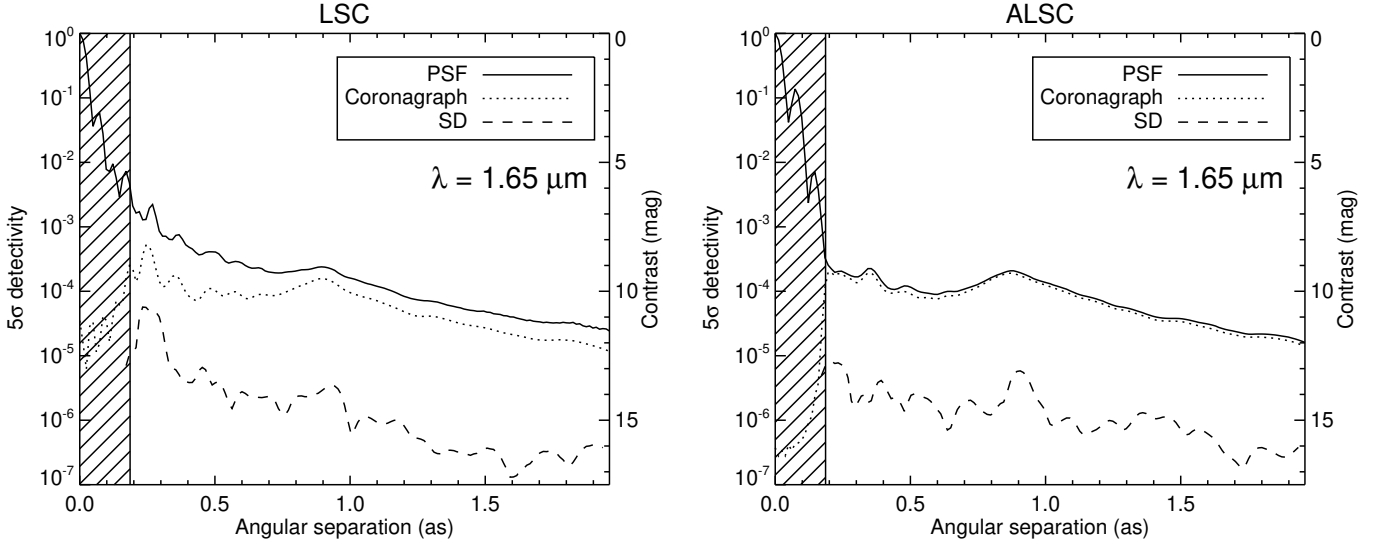 LSC
10⁰
10⁻¹
10⁻²
10⁻³
10⁻⁴
10⁻⁵
10⁻⁶
10⁻⁷
5σ detectivity
PSF
Coronagraph
SD
λ = 1.65 μm
0
5
10
15
Contrast (mag)
0.0
0.5
1.0
1.5
Angular separation (as)
ALSC
10⁰
10⁻¹
10⁻²
10⁻³
10⁻⁴
10⁻⁵
10⁻⁶
10⁻⁷
5σ detectivity
PSF
Coronagraph
SD
λ = 1.65 μm
0
5
10
15
Contrast (mag)
0.0
0.5
1.0
1.5
Angular separation (as)